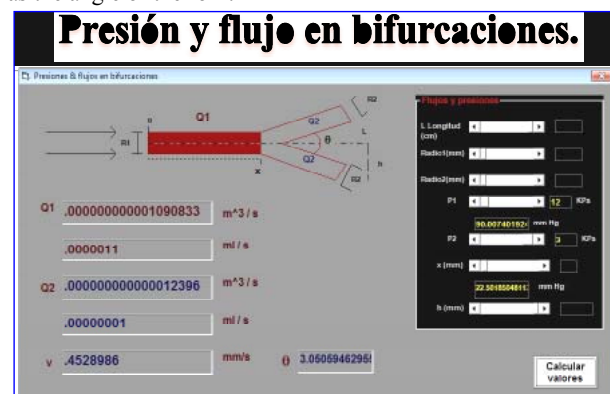 Presión y flujo en bifurcaciones.
Presiones & flujos en bifurcaciones
Q1
R1
R2
Q2
θ
L
Q2
R2
h
x
Flujos y presiones
L Longitud
(cm)
Radio1(mm)
Radio2(mm)
P1 12 KPs
90.00740192 mm Hg
P2 3 KPs
x (mm)
22.5018504811 mm Hg
h (mm)
Q1 .000000000001090833 m^3 / s
.0000011 ml / s
Q2 .000000000000012396 m^3 / s
.00000001 ml / s
v .4528986 mm/s θ 3.0505946295
Calcular
valores